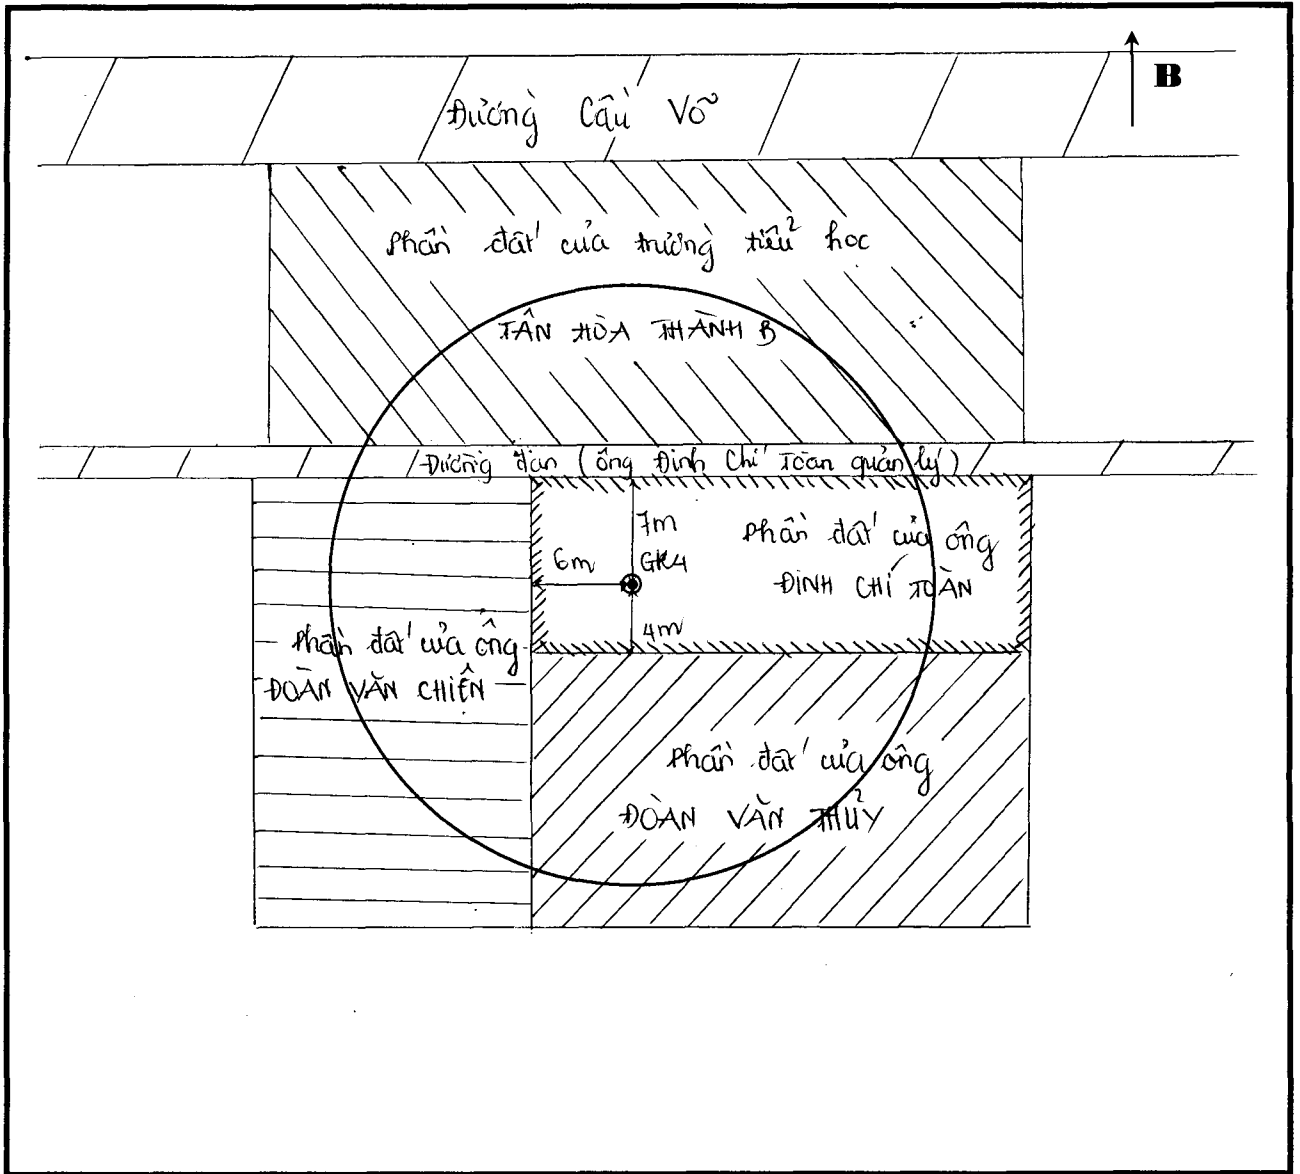 B
Đường Cầu Võ
Phần đất của trường tiểu học
TÂN HÒA THÀNH B
Đường đan (ông Đinh Chí Toàn quản lý)
7m
6m
GK4
4m
Phần đất của ông
ĐINH CHÍ TOÀN
Phần đất của ông
ĐOÀN VĂN CHIẾN
Phần đất của ông
ĐOÀN VĂN THỦY